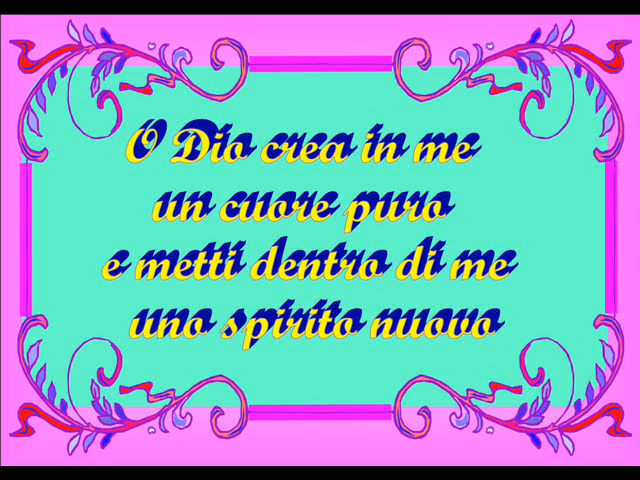 O Dio crea in me
un cuore puro
e metti dentro di me
uno spirito nuovo